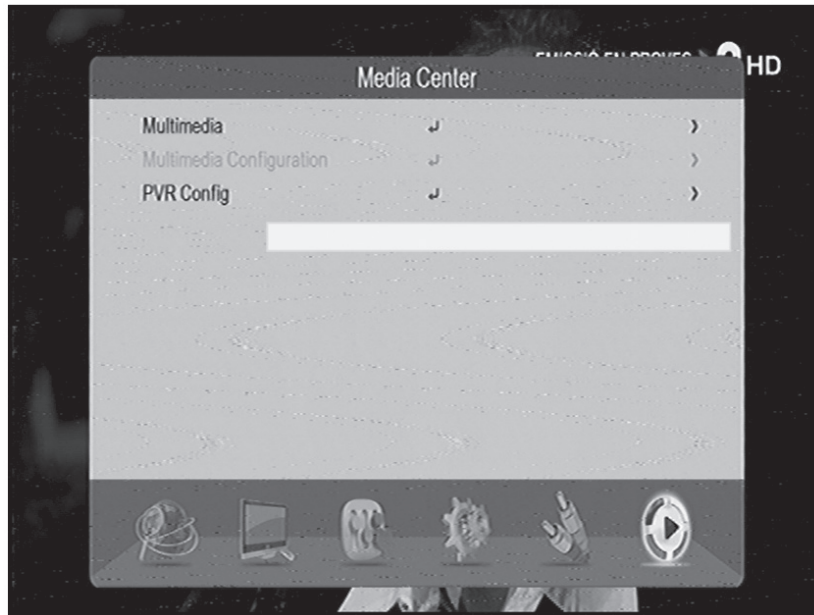 HD
Media Center
Multimedia
Multimedia Configuration
PVR Config